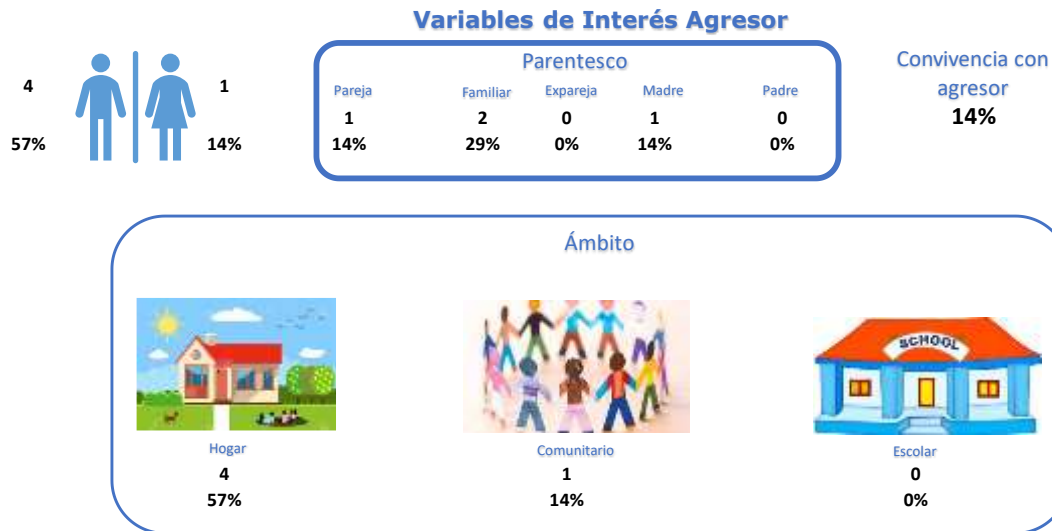 Variables de Interés Agresor
4
57%
1
14%
Parentesco
Pareja Familiar Expareja Madre Padre
1 2 0 1 0
14% 29% 0% 14% 0%
Convivencia con
agresor
14%
Ámbito
SCHOOL
Hogar Comunitario Escolar
4 1 0
57% 14% 0%